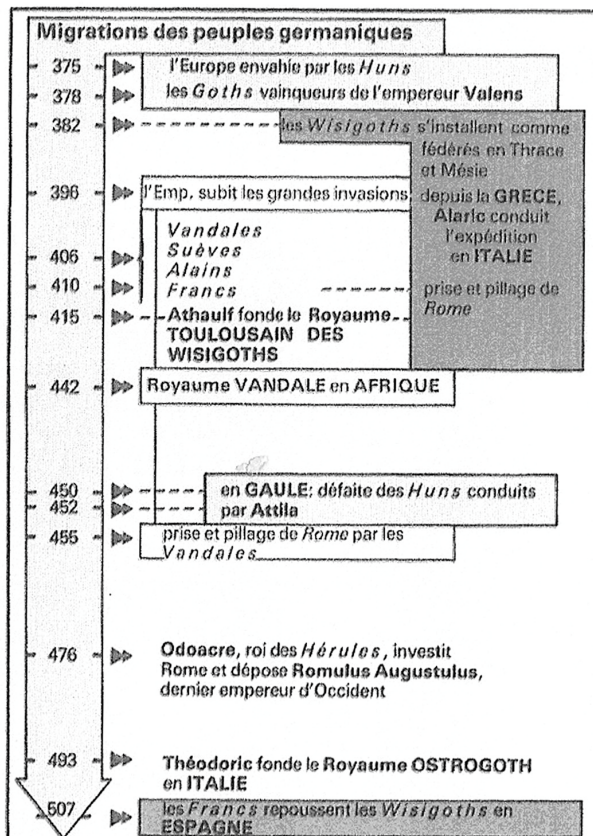 Migrations des peuples germaniques
375 l'Europe envahie par les Huns
378 les Goths vainqueurs de l'empereur Valens
382 les Wisigoths s'installent comme
fédérés en Thrace
et Mésie
396 l'Emp. subit les grandes invasions
depuis la GRECE,
Alaric conduit
l'expédition
en ITALIE
Vandales
Suèves
406 Alains
410 Francs
prise et pillage de
Rome
415 Athaulf fonde le Royaume
TOULOUSAIN DES
WISIGOTHS
442 Royaume VANDALE en AFRIQUE
450 en GAULE: défaite des Huns conduits
452 par Attila
455 prise et pillage de Rome par les
Vandales
476 Odoacre, roi des Hérules, investit
Rome et dépose Romulus Augustulus,
dernier empereur d'Occident
493 Théodoric fonde le Royaume OSTROGOTH
en ITALIE
507 les Francs repoussent les Wisigoths en
ESPAGNE